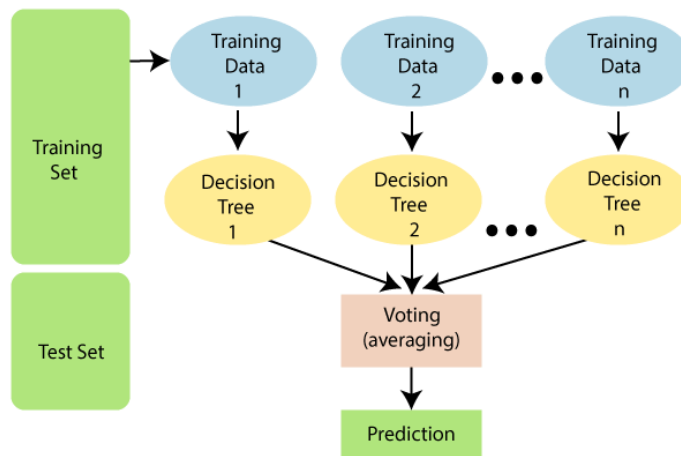 Training
Set
Test Set
Training
Data
1
Training
Data
2
Training
Data
n
Decision
Tree
1
Decision
Tree
2
Decision
Tree
n
Voting
(averaging)
Prediction